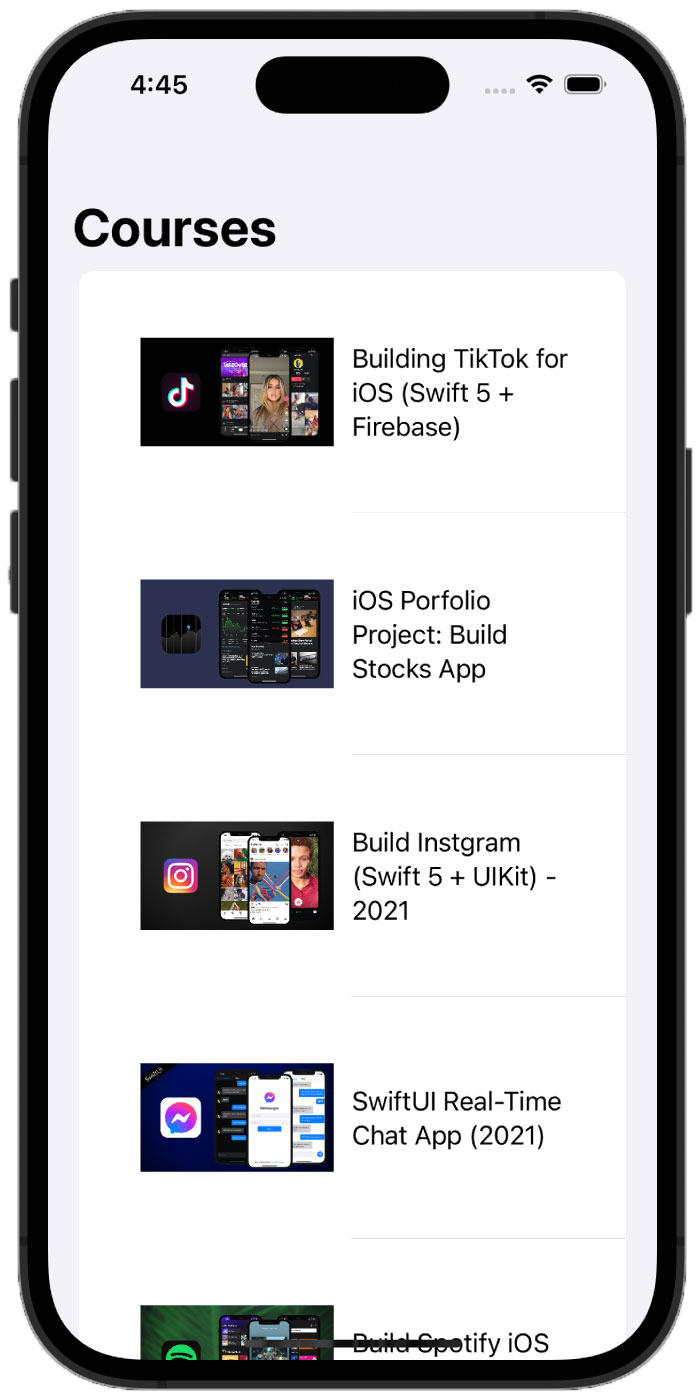 4:45
Courses
Building TikTok for
iOS (Swift 5 +
Firebase)
iOS Porfolio
Project: Build
Stocks App
Build Instgram
(Swift 5 + UIKit) -
2021
SwiftUI
SwiftUI Real-Time
Chat App (2021)
Build Spotify iOS